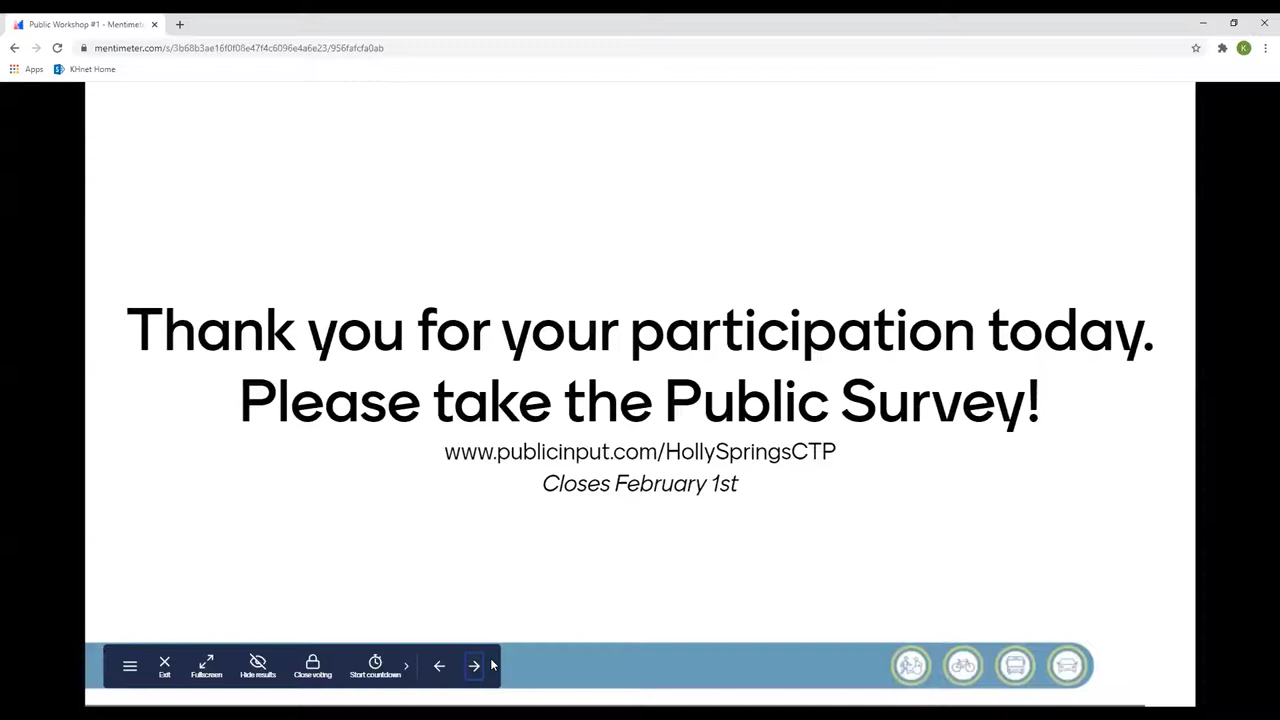 Public Workshop #1 - Mentimete
mentimeter.com/s/3b68b3ae16f0f08e47f4c6096e4a6e23/956fafcfa0ab
K
Apps
KHnet Home
Thank you for your participation today.
Please take the Public Survey!
www.publicinput.com/HollySpringsCTP
Closes February 1st
Exit
Fullscreen
Hide results
Close voting
Start countdown